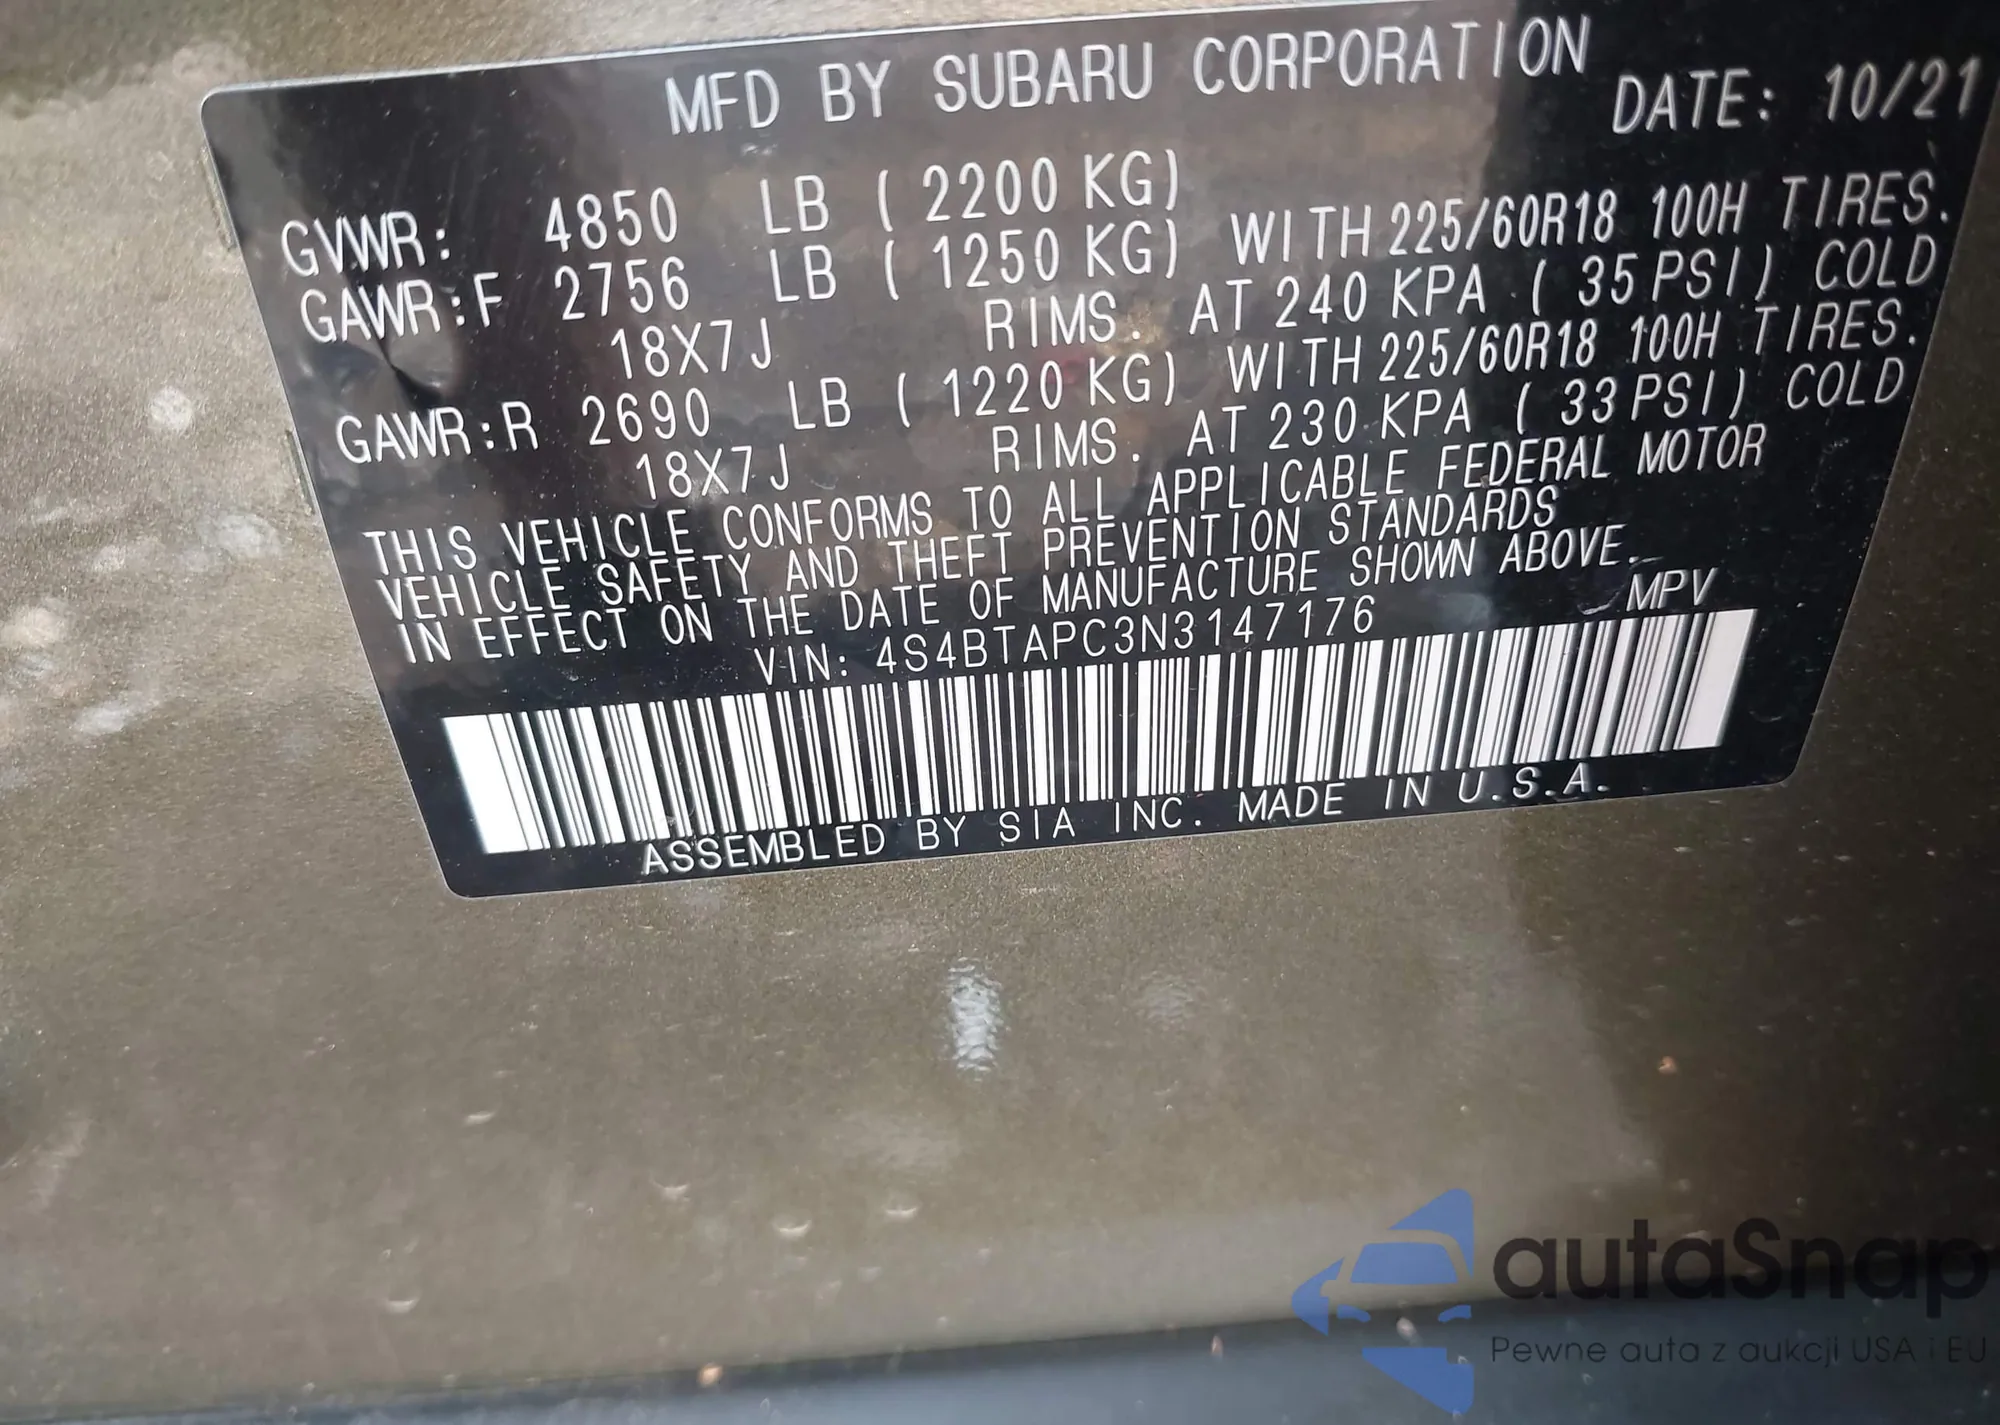 MFD BY SUBARU CORPORATION
DATE: 10/21
GVWR: 4850 LB ( 2200 KG)
GAWR:F 2756 LB ( 1250 KG) WITH 225/60R18 100H TIRES.
18X7J RIMS. AT 240 KPA ( 35 PSI) COLD
GAWR:R 2690 LB ( 1220 KG) WITH 225/60R18 100H TIRES.
18X7J RIMS. AT 230 KPA ( 33 PSI) COLD
THIS VEHICLE CONFORMS TO ALL APPLICABLE FEDERAL MOTOR
VEHICLE SAFETY AND THEFT PREVENTION STANDARDS
IN EFFECT ON THE DATE OF MANUFACTURE SHOWN ABOVE.
VIN: 4S4BTAPC3N3147176 MPV
ASSEMBLED BY SIA INC. MADE IN U.S.A.
autaSnap
Pewne auta z aukcji USA i EU